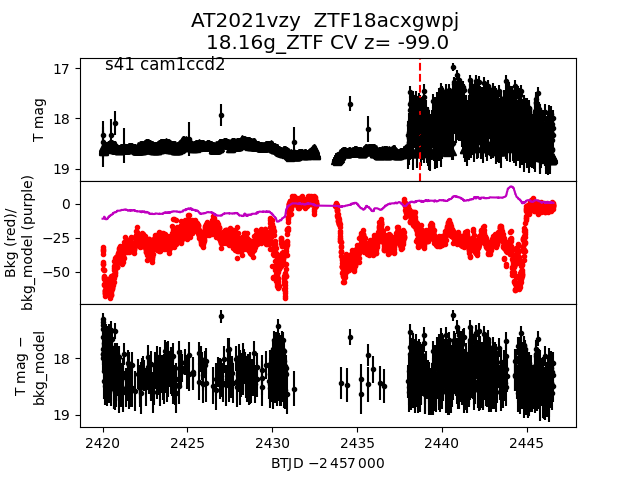 AT2021vzy  ZTF18acxgwpj
18.16g_ZTF CV z= -99.0
s41 cam1ccd2
17
18
19
T mag
0
−25
−50
Bkg (red)/
bkg_model (purple)
18
19
T mag −
bkg_model
2420
2425
2430
2435
2440
2445
BTJD −2 457 000